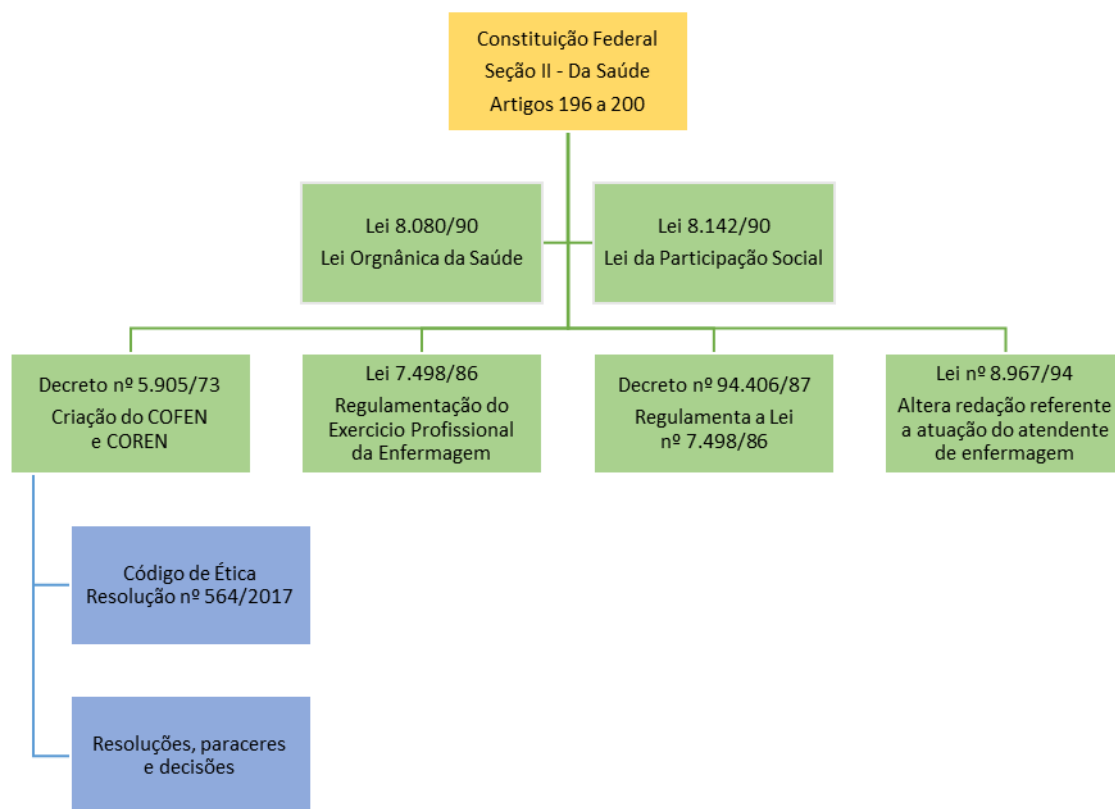 Constituição Federal
Seção II - Da Saúde
Artigos 196 a 200
Lei 8.080/90
Lei Orgnânica da Saúde
Lei 8.142/90
Lei da Participação Social
Decreto nº 5.905/73
Criação do COFEN
e COREN
Lei 7.498/86
Regulamentação do
Exercicio Profissional
da Enfermagem
Decreto nº 94.406/87
Regulamenta a Lei
nº 7.498/86
Lei nº 8.967/94
Altera redação referente
a atuação do atendente
de enfermagem
Código de Ética
Resolução nº 564/2017
Resoluções, paraceres
e decisões